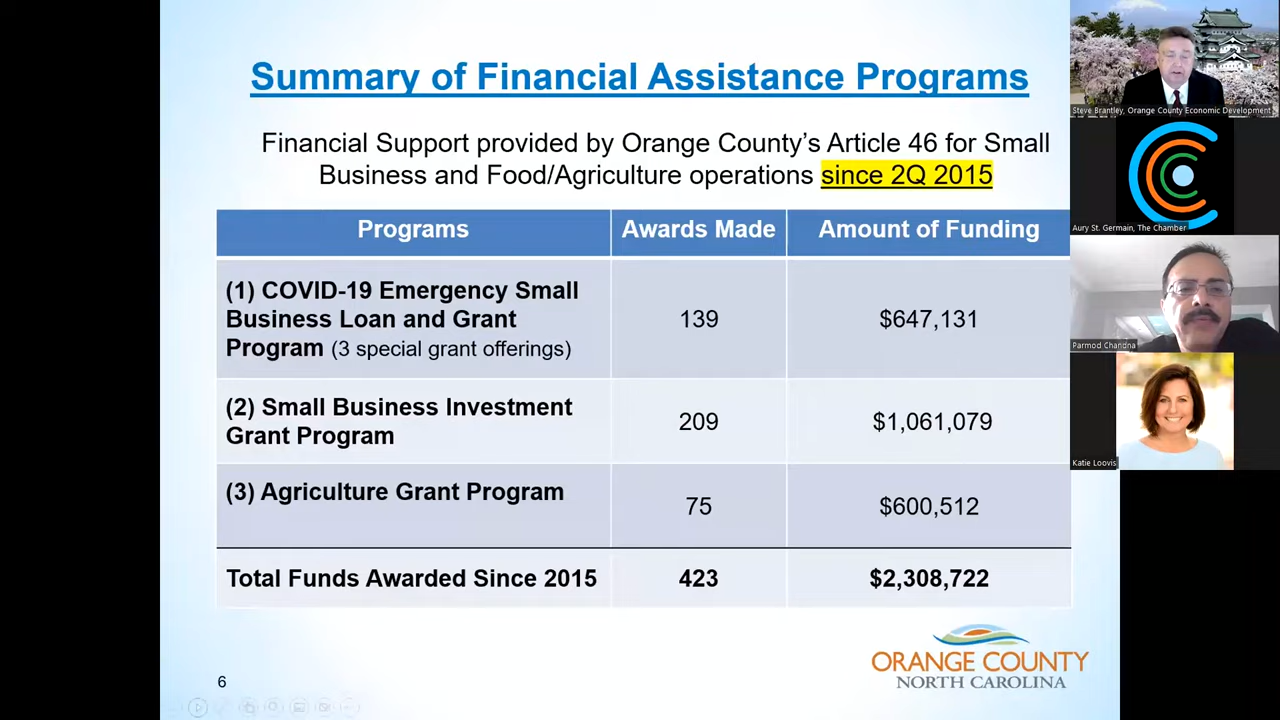 Summary of Financial Assistance Programs
Financial Support provided by Orange County's Article 46 for Small
Business and Food/Agriculture operations since 2Q 2015
Programs
Awards Made
Amount of Funding
(1) COVID-19 Emergency Small
Business Loan and Grant
Program (3 special grant offerings)
139
$647,131
(2) Small Business Investment
Grant Program
209
$1,061,079
(3) Agriculture Grant Program
75
$600,512
Total Funds Awarded Since 2015
423
$2,308,722
ORANGE COUNTY
NORTH CAROLINA
6
Steve Brantley, Orange County Economic Development
Aury St. Germain, The Chamber
Parmod Chandna
Katie Loovis